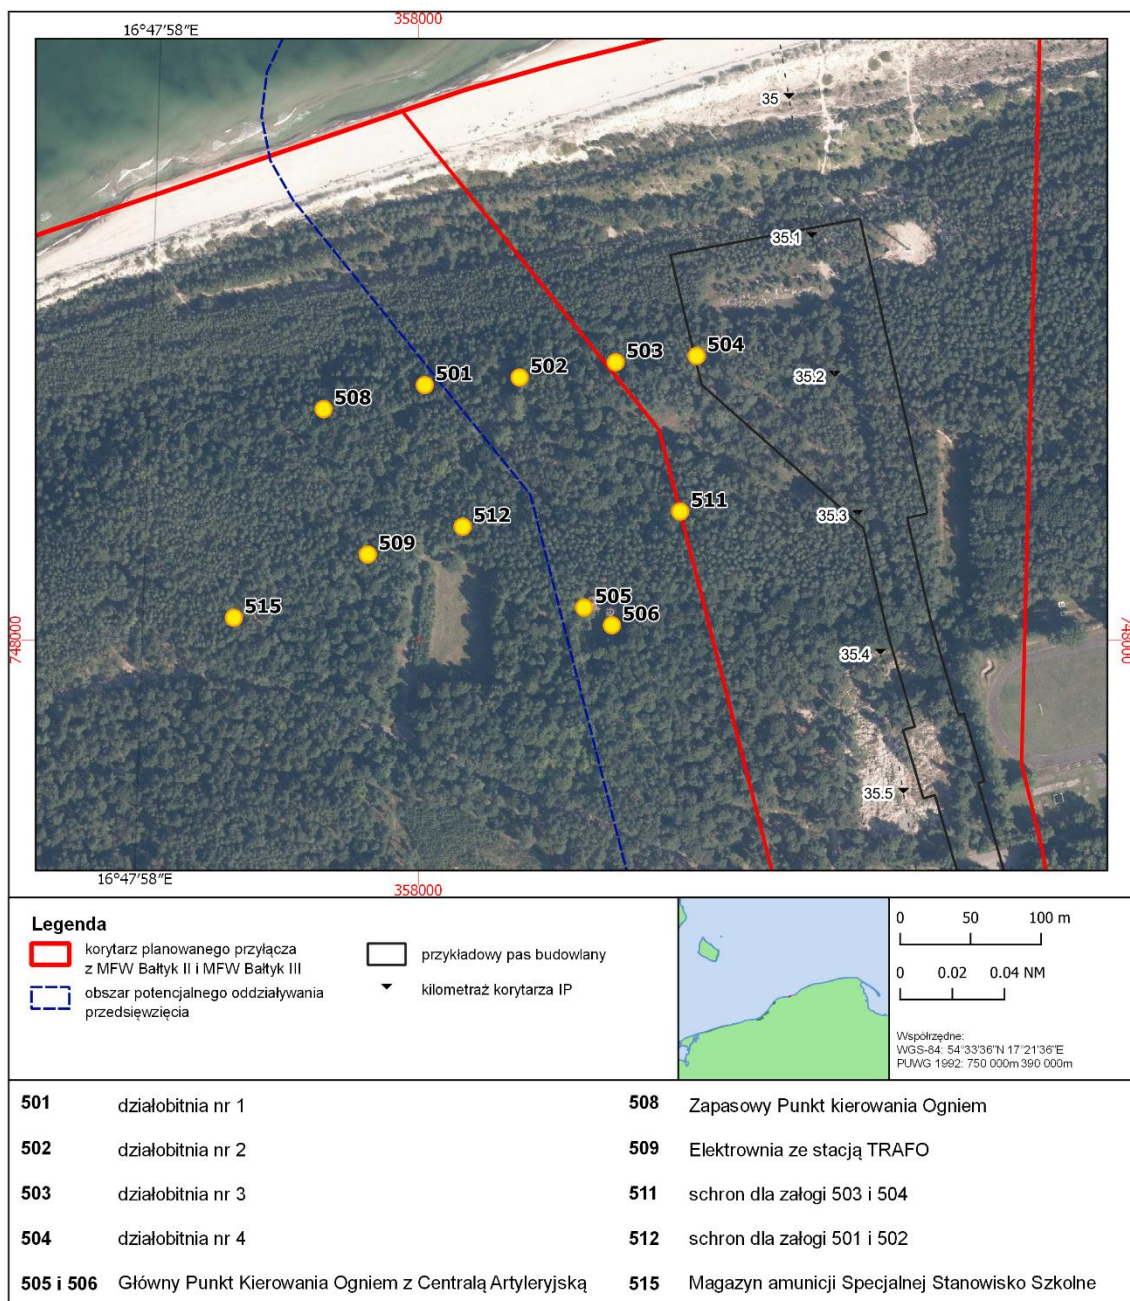 358000
16°47'58"E
35
35.1
504
503
35.2
502
501
508
511
35.3
512
509
505
515
506
748000
748000
35.4
35.5
16°47'58"E
358000
Legenda
korytarz planowanego przyłącza
z MFW Bałtyk II i MFW Bałtyk III
obszar potencjalnego oddziaływania
przedsięwzięcia
przykładowy pas budowlany
kilometraż korytarza IP
0 50 100 m
0 0.02 0.04 NM
Współrzędne:
WGS-84: 54°33'36"N 17°21'36"E
PUWG 1992: 750 000m 390 000m
501 działobitnia nr 1
502 działobitnia nr 2
503 działobitnia nr 3
504 działobitnia nr 4
505 i 506 Główny Punkt Kierowania Ogniem z Centralą Artyleryjską
508 Zapasowy Punkt kierowania Ogniem
509 Elektrownia ze stacją TRAFO
511 schron dla załogi 503 i 504
512 schron dla załogi 501 i 502
515 Magazyn amunicji Specjalnej Stanowisko Szkolne